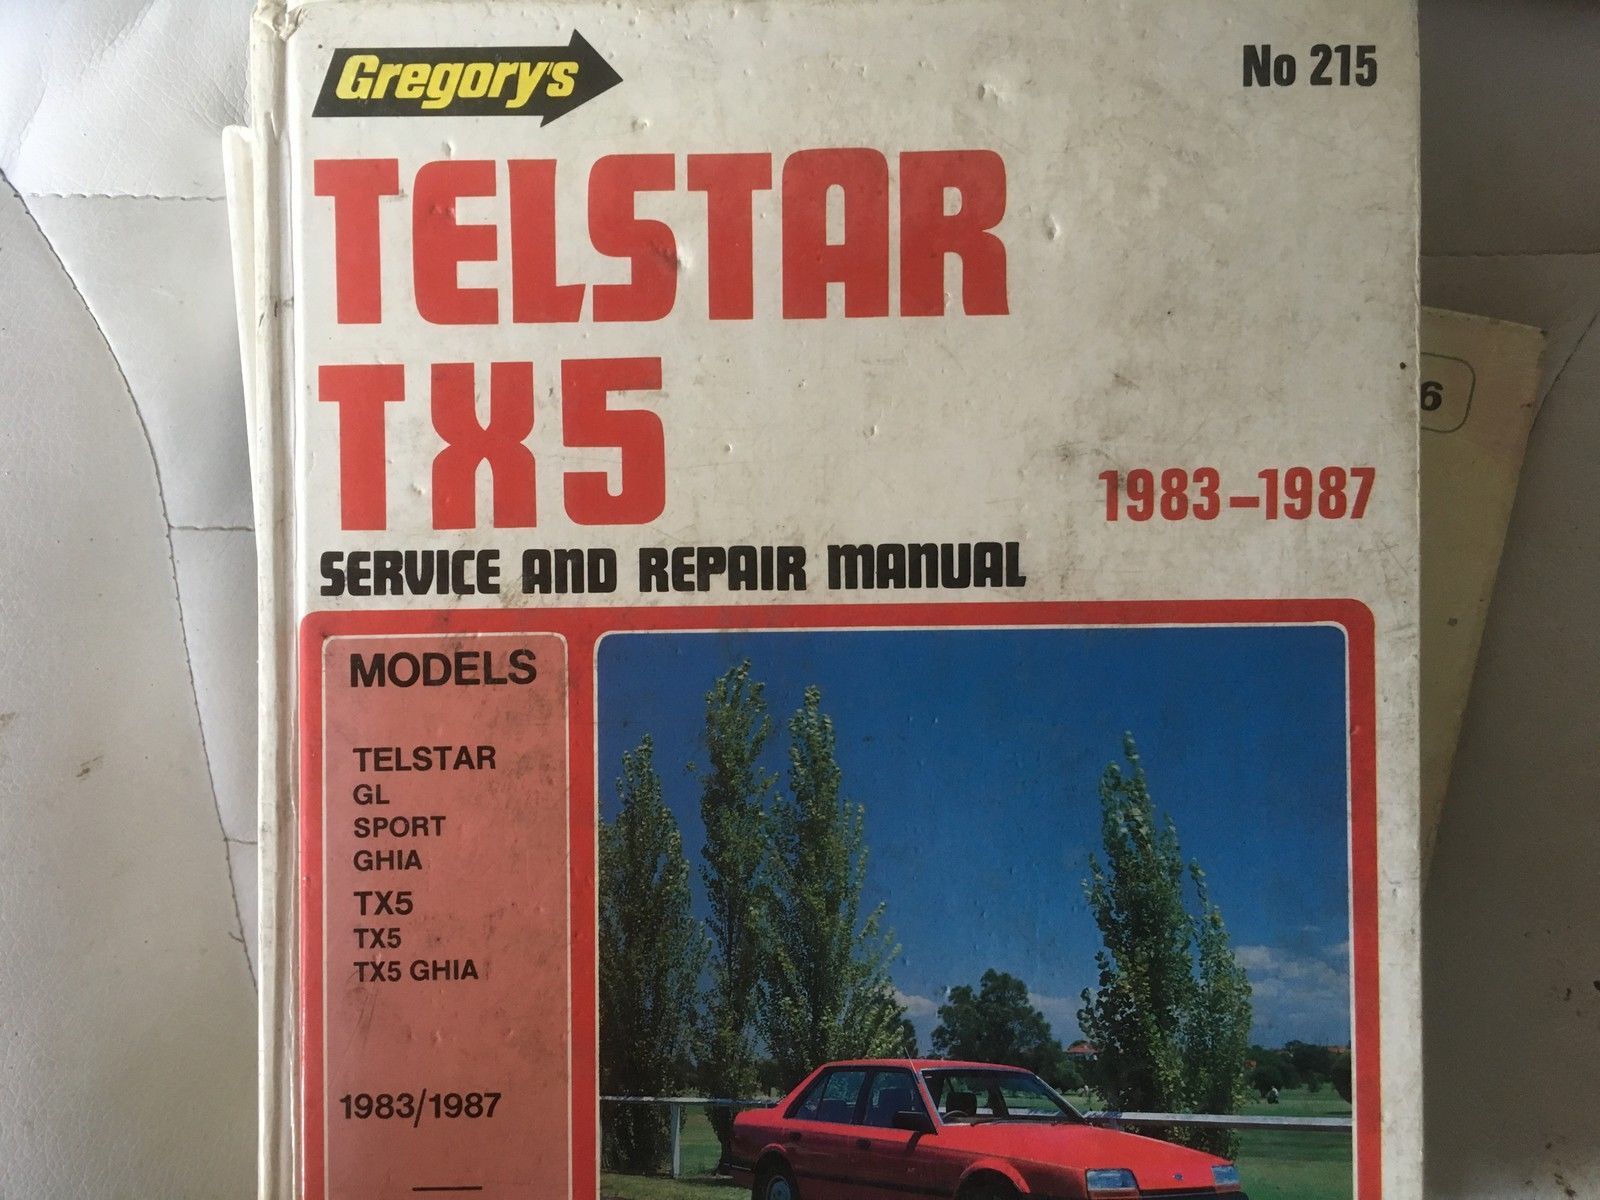 Gregory's
No 215
TELSTAR
TX5
1983-1987
SERVICE AND REPAIR MANUAL
6
MODELS
TELSTAR
GL
SPORT
GHIA
TX5
TX5
TX5 GHIA
1983/1987